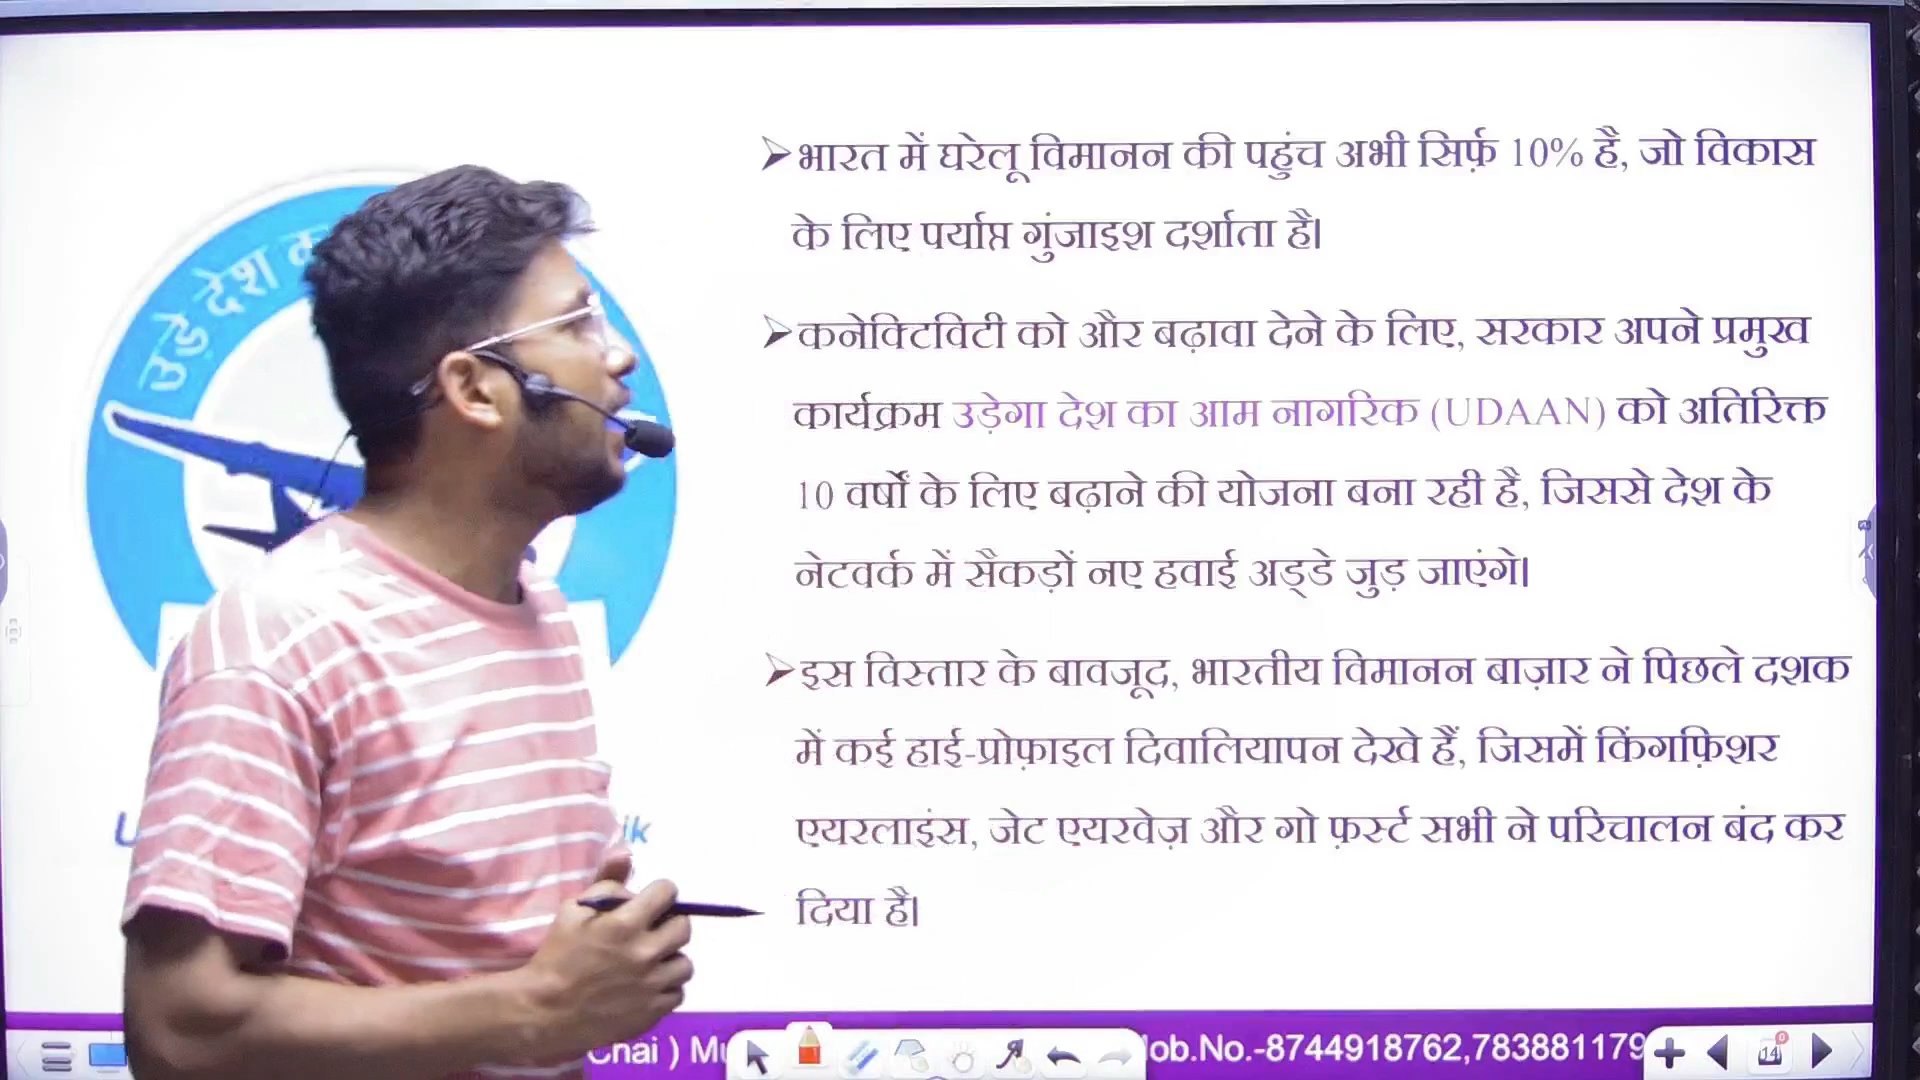 उड़े देश का
भारत में घरेलू विमानन की पहुंच अभी सिर्फ़ 10% है, जो विकास
के लिए पर्याप्त गुंजाइश दर्शाता है।
कनेक्टिविटी को और बढ़ावा देने के लिए, सरकार अपने प्रमुख
कार्यक्रम उड़ेगा देश का आम नागरिक (UDAAN) को अतिरिक्त
10 वर्षों के लिए बढ़ाने की योजना बना रही है, जिससे देश के
नेटवर्क में सैकड़ों नए हवाई अड्डे जुड़ जाएंगे।
इस विस्तार के बावजूद, भारतीय विमानन बाज़ार ने पिछले दशक
में कई हाई-प्रोफ़ाइल दिवालियापन देखे हैं, जिसमें किंगफ़िशर
एयरलाइंस, जेट एयरवेज़ और गो फ़र्स्ट सभी ने परिचालन बंद कर
दिया है।
ob.No.-8744918762,783881179
14